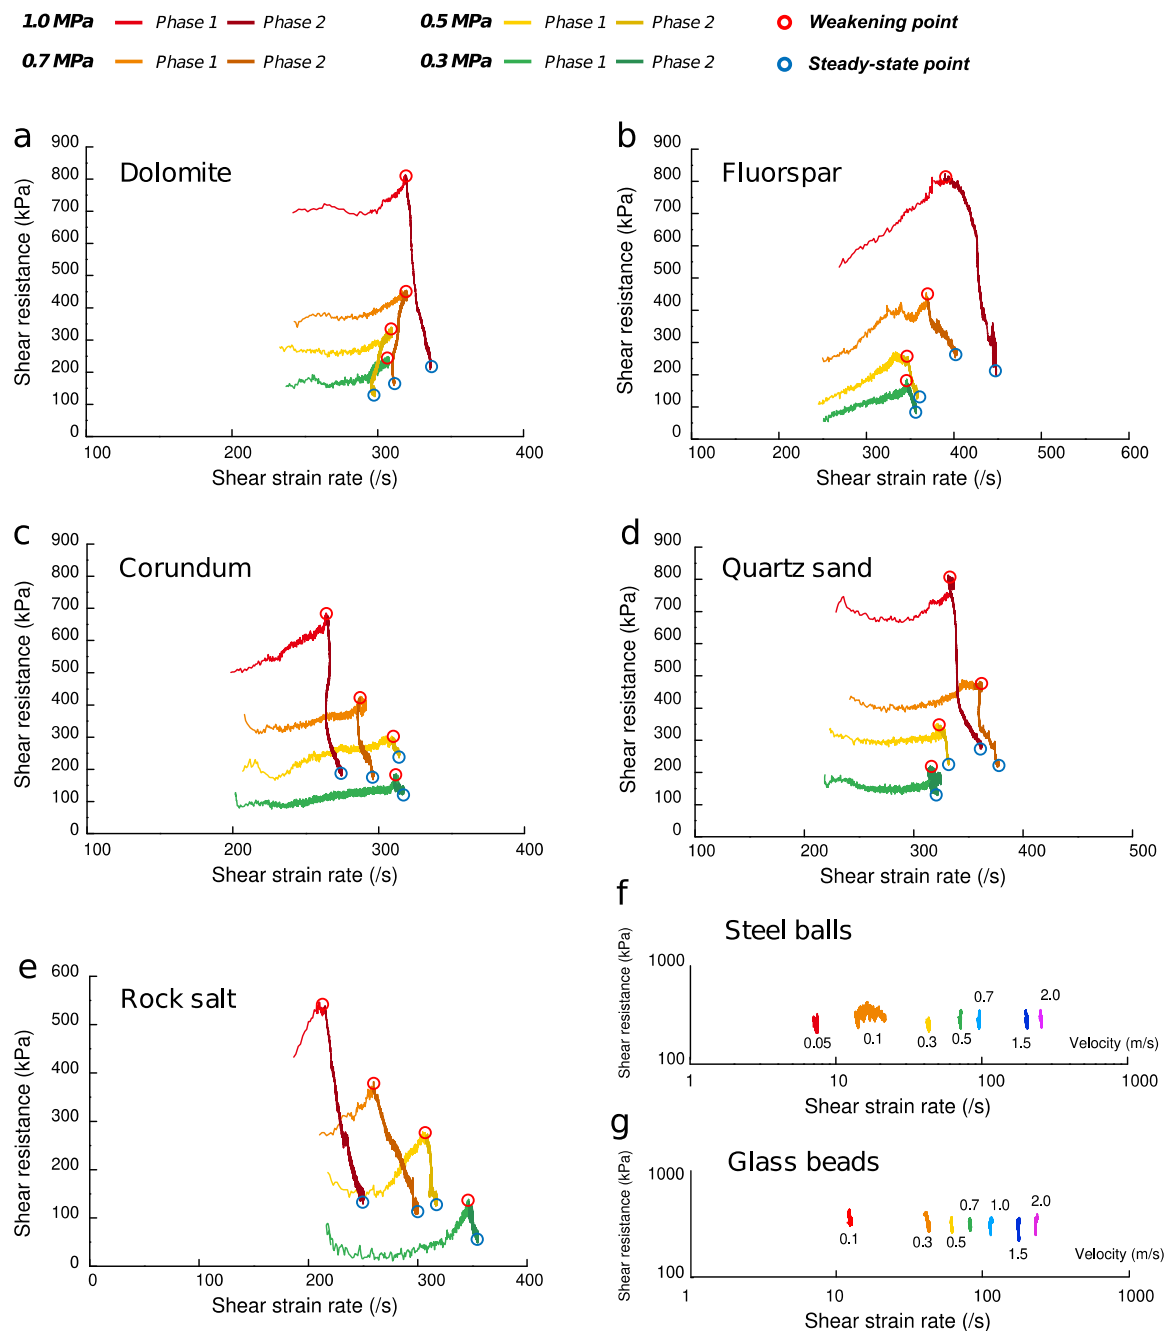 1.0 MPa Phase 1 Phase 2 0.5 MPa Phase 1 Phase 2 Weakening point
0.7 MPa Phase 1 Phase 2 0.3 MPa Phase 1 Phase 2 Steady-state point
a
Dolomite
Shear resistance (kPa)
900
800
700
600
500
400
300
200
100
0
100 200 300 400
Shear strain rate (/s)
b
Fluorspar
Shear resistance (kPa)
900
800
700
600
500
400
300
200
100
0
100 200 300 400 500 600
Shear strain rate (/s)
c
Corundum
Shear resistance (kPa)
900
800
700
600
500
400
300
200
100
0
100 200 300 400
Shear strain rate (/s)
d
Quartz sand
Shear resistance (kPa)
900
800
700
600
500
400
300
200
100
0
100 200 300 400 500
Shear strain rate (/s)
e
Rock salt
Shear resistance (kPa)
600
500
400
300
200
100
0
0 100 200 300 400
Shear strain rate (/s)
f
Steel balls
Shear resistance (kPa)
1000
100
0.7 2.0
0.05 0.1 0.3 0.5 1.5 Velocity (m/s)
1 10 100 1000
Shear strain rate (/s)
g
Glass beads
Shear resistance (kPa)
1000
100
0.7 1.0 2.0
0.1 0.3 0.5 1.5 Velocity (m/s)
1 10 100 1000
Shear strain rate (/s)